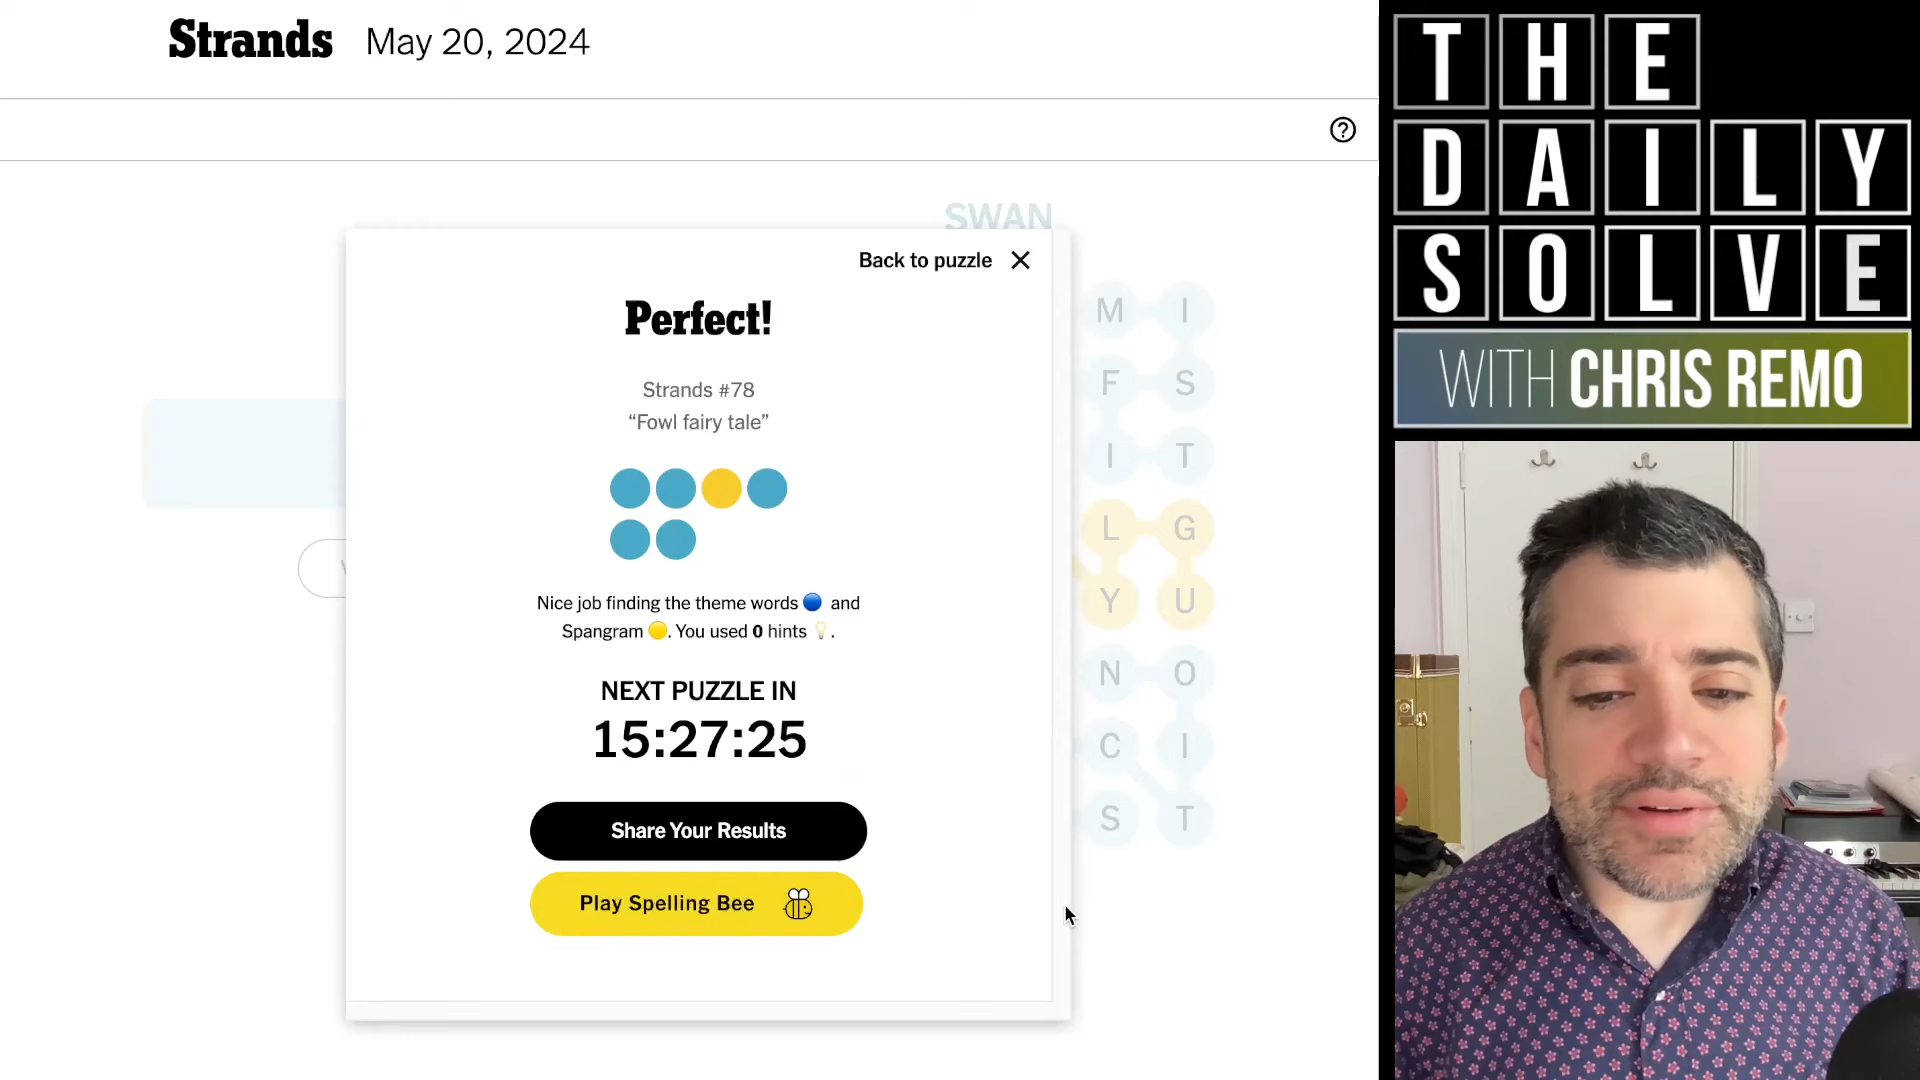 Strands May 20, 2024
SWAN
Back to puzzle
Perfect!
Strands #78
“Fowl fairy tale”
Nice job finding the theme words and
Spangram . You used 0 hints .
NEXT PUZZLE IN
15:27:25
Share Your Results
Play Spelling Bee
M I
F S
I T
L G
Y U
N O
C I
S T
THE
DAILY
SOLVE
WITH CHRIS REMO